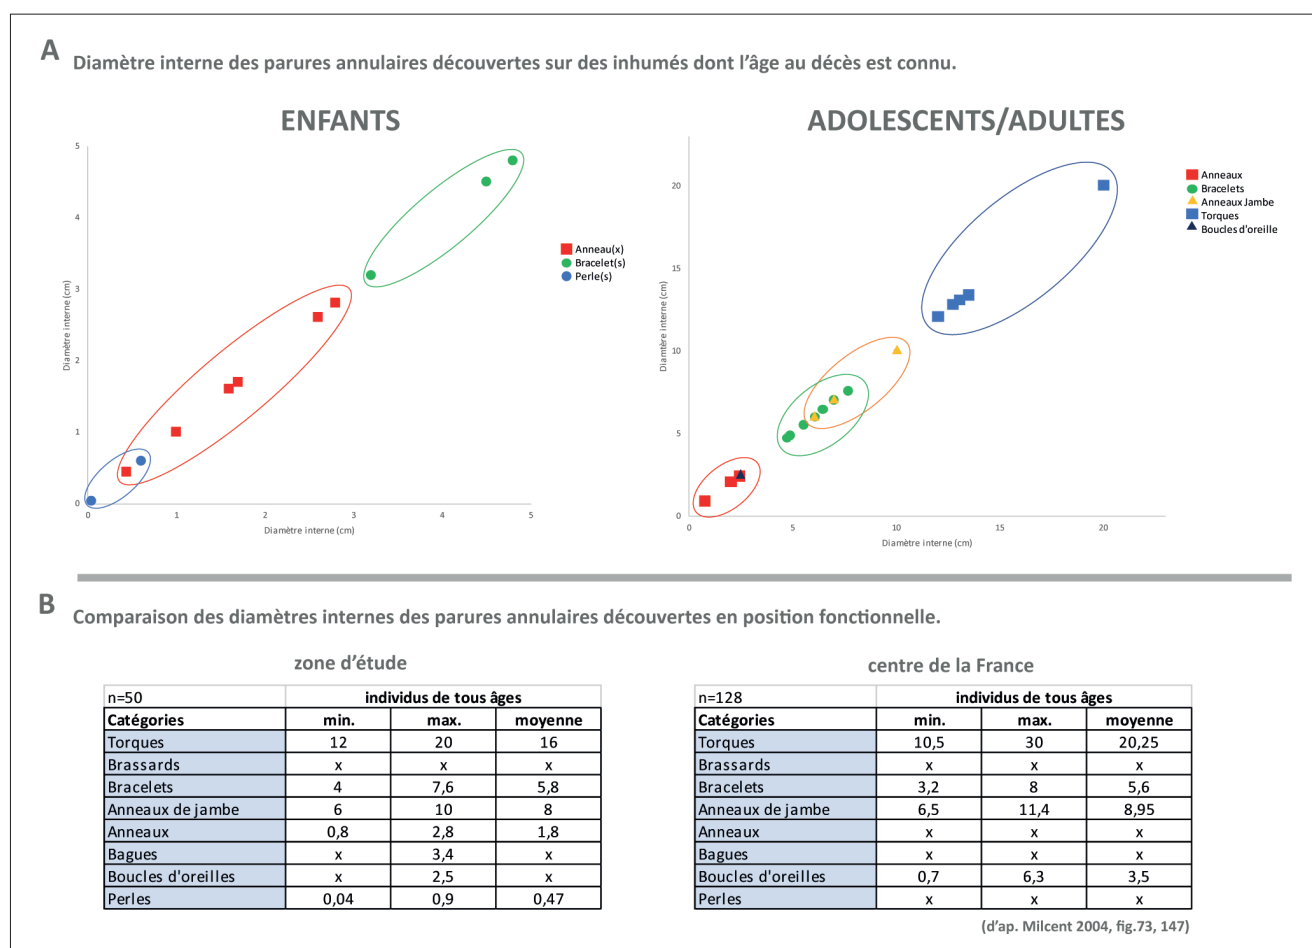 A Diamètre interne des parures annulaires découvertes sur des inhumés dont l'âge au décès est connu.
ENFANTS
5
4
3
2
1
0
Diamètre interne (cm)
0 1 2 3 4 5
Diamètre interne (cm)
Anneau(x)
Bracelet(s)
Perle(s)
ADOLESCENTS/ADULTES
20
15
10
5
0
Diamtère interne (cm)
0 5 10 15 20
Diamètre interne (cm)
Anneaux
Bracelets
Anneaux Jambe
Torques
Boucles d'oreille
B Comparaison des diamètres internes des parures annulaires découvertes en position fonctionnelle.
zone d'étude
n=50 individus de tous âges
Catégories min. max. moyenne
Torques 12 20 16
Brassards x x x
Bracelets 4 7,6 5,8
Anneaux de jambe 6 10 8
Anneaux 0,8 2,8 1,8
Bagues x 3,4 x
Boucles d'oreilles x 2,5 x
Perles 0,04 0,9 0,47
centre de la France
n=128 individus de tous âges
Catégories min. max. moyenne
Torques 10,5 30 20,25
Brassards x x x
Bracelets 3,2 8 5,6
Anneaux de jambe 6,5 11,4 8,95
Anneaux x x x
Bagues x x x
Boucles d'oreilles 0,7 6,3 3,5
Perles x x x
(d'ap. Milcent 2004, fig.73, 147)